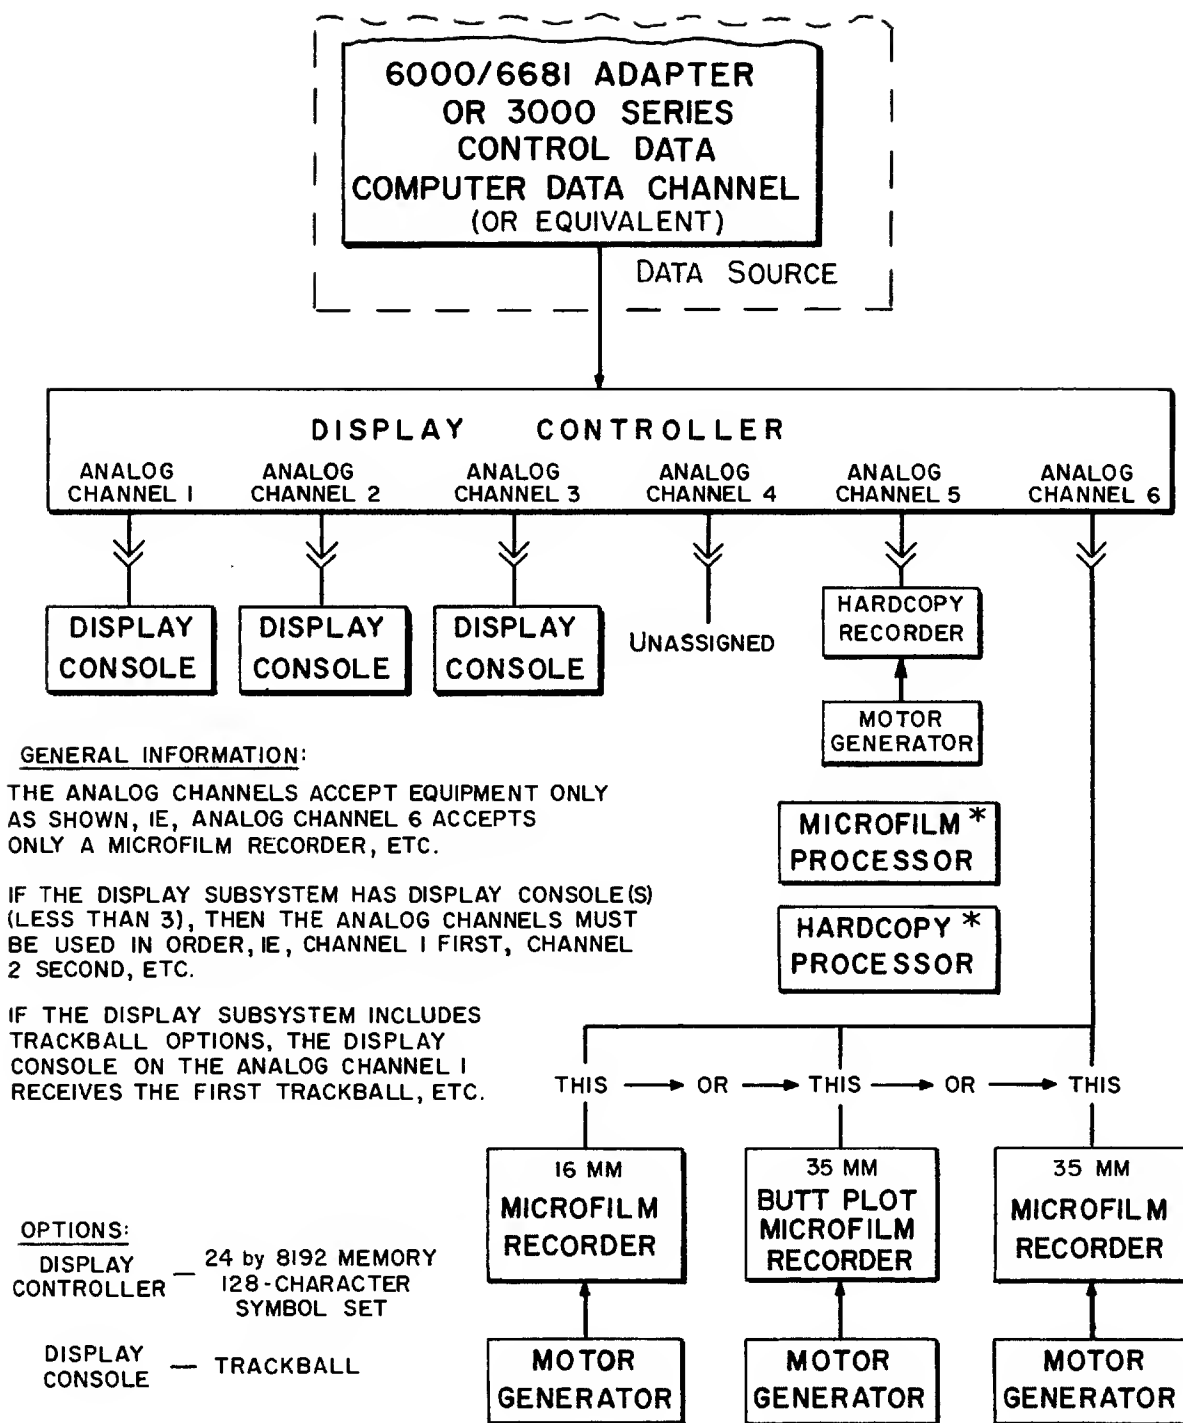 6000/6681 ADAPTER
OR 3000 SERIES
CONTROL DATA
COMPUTER DATA CHANNEL
(OR EQUIVALENT)
DATA SOURCE
DISPLAY CONTROLLER
ANALOG CHANNEL 1
ANALOG CHANNEL 2
ANALOG CHANNEL 3
ANALOG CHANNEL 4
ANALOG CHANNEL 5
ANALOG CHANNEL 6
DISPLAY
CONSOLE
DISPLAY
CONSOLE
DISPLAY
CONSOLE
UNASSIGNED
HARDCOPY
RECORDER
MOTOR
GENERATOR
GENERAL INFORMATION:
THE ANALOG CHANNELS ACCEPT EQUIPMENT ONLY
AS SHOWN, IE, ANALOG CHANNEL 6 ACCEPTS
ONLY A MICROFILM RECORDER, ETC.
IF THE DISPLAY SUBSYSTEM HAS DISPLAY CONSOLE(S)
(LESS THAN 3), THEN THE ANALOG CHANNELS MUST
BE USED IN ORDER, IE, CHANNEL 1 FIRST, CHANNEL
2 SECOND, ETC.
IF THE DISPLAY SUBSYSTEM INCLUDES
TRACKBALL OPTIONS, THE DISPLAY
CONSOLE ON THE ANALOG CHANNEL 1
RECEIVES THE FIRST TRACKBALL, ETC.
MICROFILM *
PROCESSOR
HARDCOPY *
PROCESSOR
THIS OR THIS OR THIS
16 MM
MICROFILM
RECORDER
35 MM
BUTT PLOT
MICROFILM
RECORDER
35 MM
MICROFILM
RECORDER
MOTOR
GENERATOR
MOTOR
GENERATOR
MOTOR
GENERATOR
OPTIONS:
DISPLAY
CONTROLLER — 24 by 8192 MEMORY
128-CHARACTER
SYMBOL SET
DISPLAY
CONSOLE — TRACKBALL